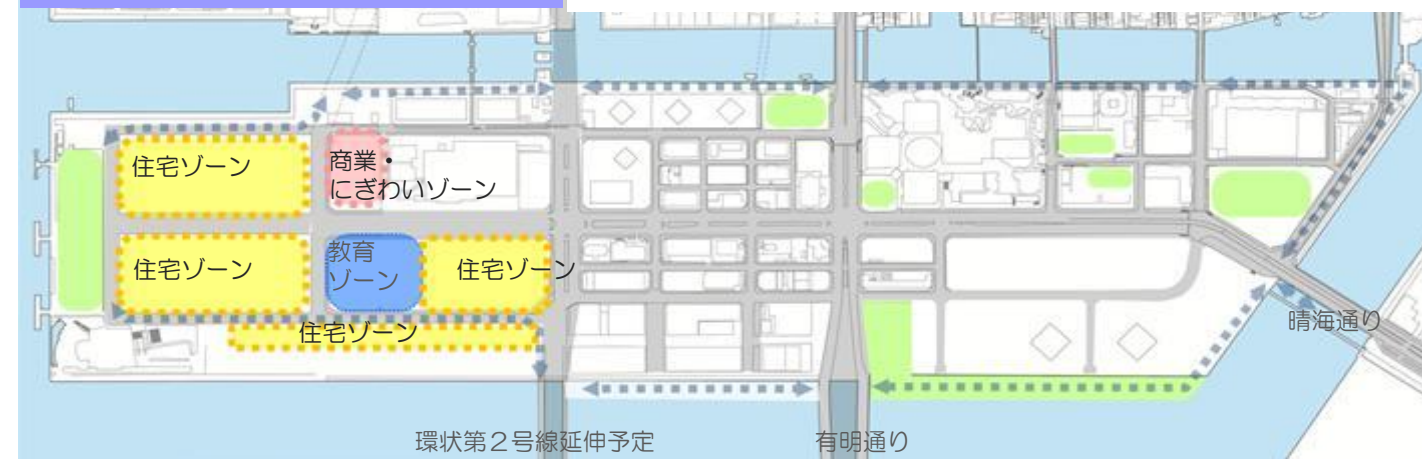 住宅ゾーン
商業・
にぎわいゾーン
住宅ゾーン
教育
ゾーン
住宅ゾーン
住宅ゾーン
晴海通り
環状第２号線延伸予定
有明通り